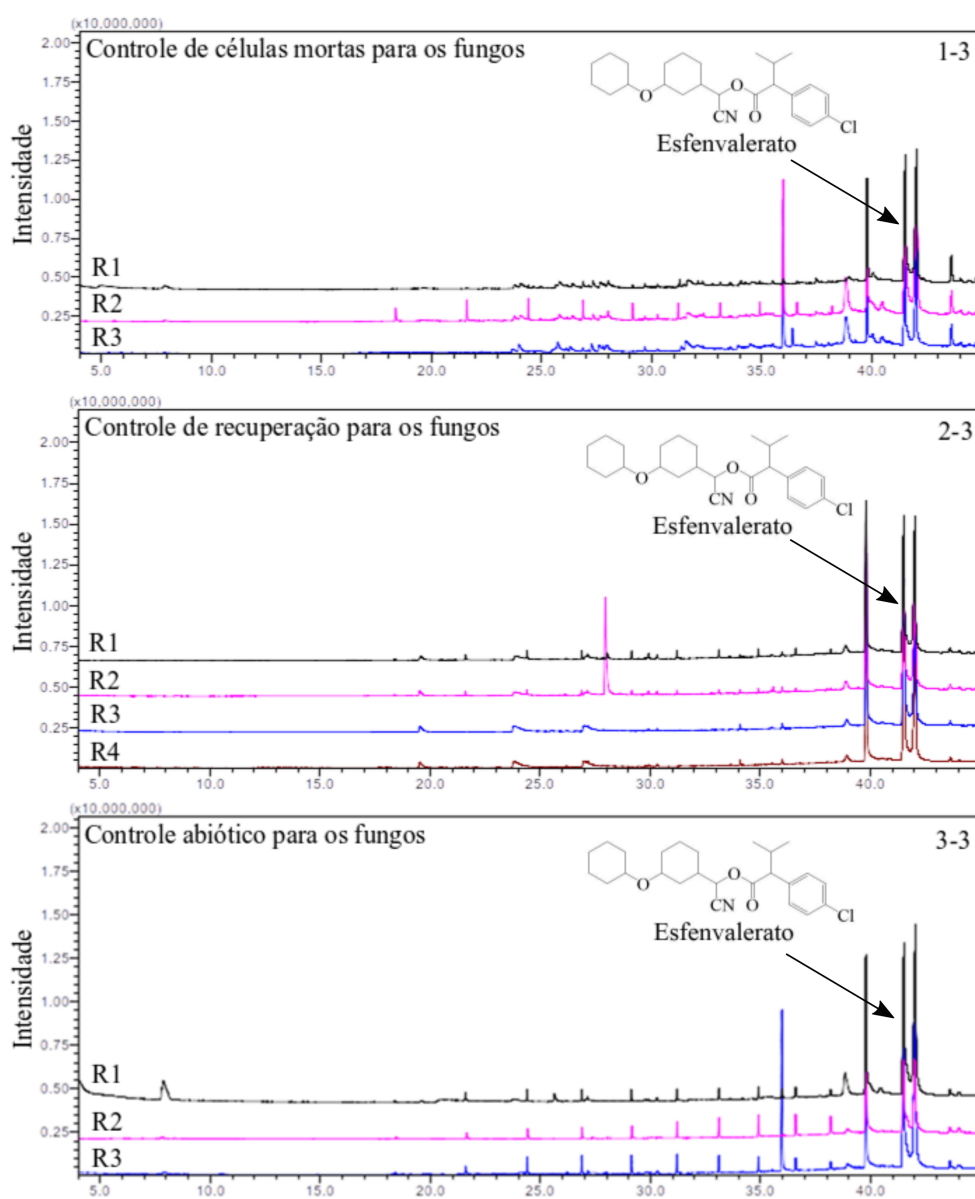 (x10,000,000)
Controle de células mortas para os fungos
1-3
2.00
1.75
1.50
1.25
1.00
0.75
0.50
0.25
Intensidade
O
O
CN
O
Cl
Esfenvalerato
R1
R2
R3
5.0 10.0 15.0 20.0 25.0 30.0 35.0 40.0
(x10,000,000)
Controle de recuperação para os fungos
2-3
2.00
1.75
1.50
1.25
1.00
0.75
0.50
0.25
Intensidade
O
O
CN
O
Cl
Esfenvalerato
R1
R2
R3
R4
5.0 10.0 15.0 20.0 25.0 30.0 35.0 40.0
(x10,000,000)
Controle abiótico para os fungos
3-3
2.00
1.75
1.50
1.25
1.00
0.75
0.50
0.25
Intensidade
O
O
CN
O
Cl
Esfenvalerato
R1
R2
R3
5.0 10.0 15.0 20.0 25.0 30.0 35.0 40.0